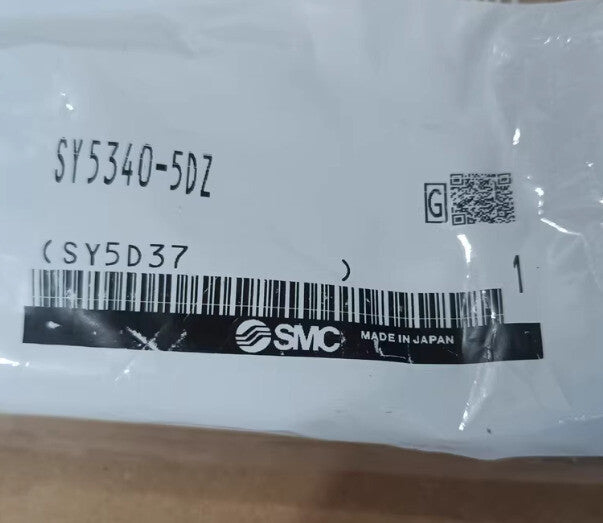 SY5340-5DZ
G
(SY5D37 )
1
SMC MADE IN JAPAN